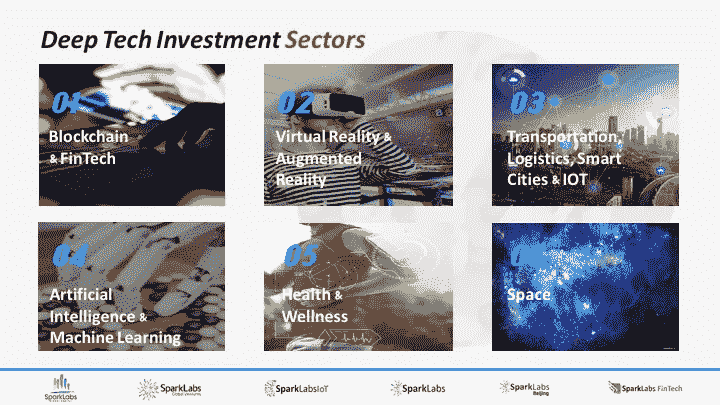 Deep Tech Investment Sectors
01
Blockchain
& FinTech
02
Virtual Reality &
Augmented
Reality
03
Transportation,
Logistics, Smart
Cities & IOT
04
Artificial
Intelligence &
Machine Learning
05
Health &
Wellness
Space
SparkLabs
SparkLabs
Global Ventures
SparkLabsIoT
SparkLabs
SparkLabs
Beijing
SparkLabs FinTech